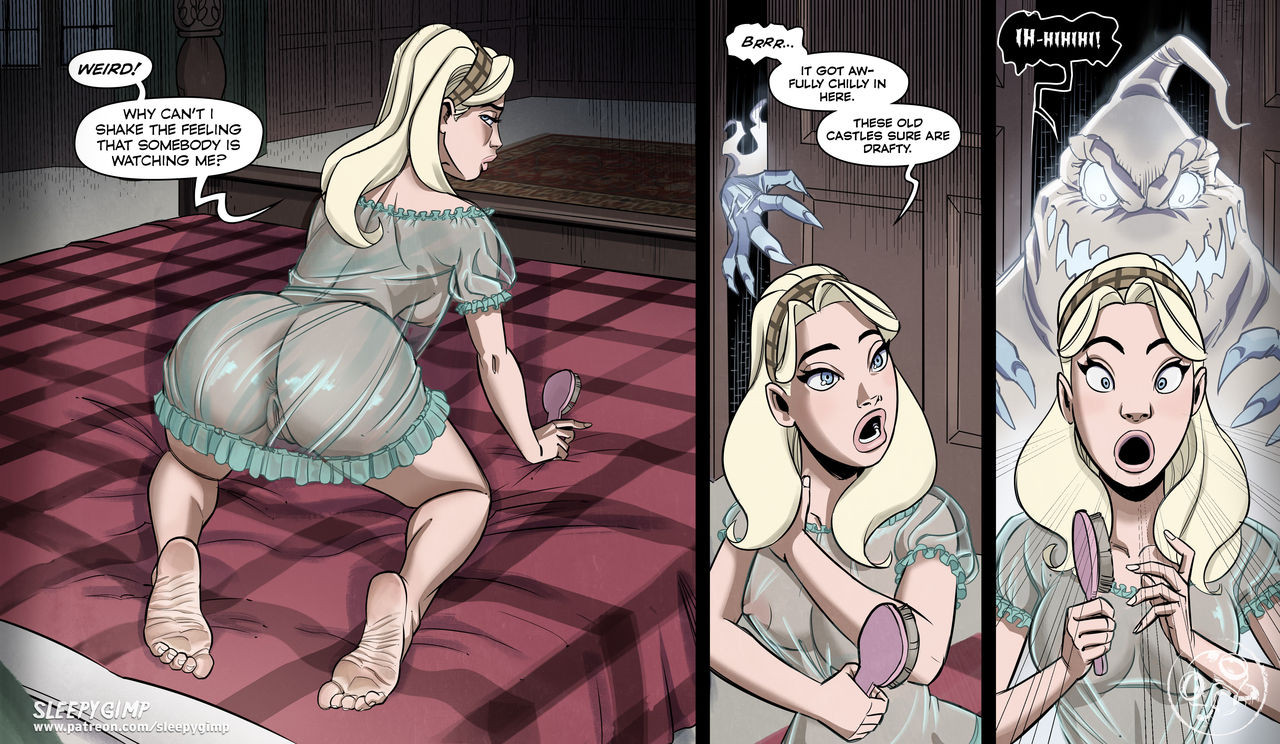 WEIRD!
WHY CAN'T I
SHAKE THE FEELING
THAT SOMEBODY IS
WATCHING ME?
BRRR...
IT GOT AW-
FULLY CHILLY IN
HERE.
THESE OLD
CASTLES SURE ARE
DRAFTY.
IH-HIHIHI!
SLEEPYGIMP
www.patreon.com/sleepygimp